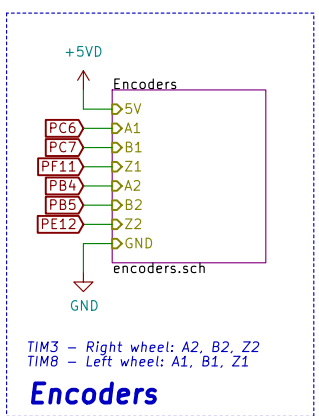 +5VD
Encoders
5V
PC6 A1
PC7 B1
PF11 Z1
PB4 A2
PB5 B2
PE12 Z2
GND
encoders.sch
GND
TIM3 – Right wheel: A2, B2, Z2
TIM8 – Left wheel: A1, B1, Z1
Encoders